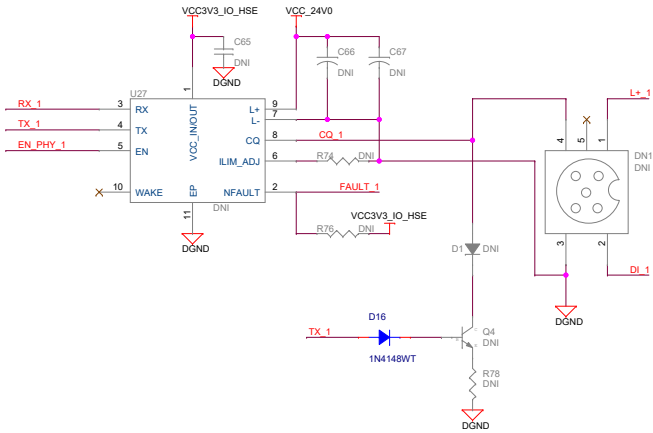 VCC3V3_IO_HSE
VCC_24V0
C65
DNI
DGND
C66
DNI
C67
DNI
U27
1
VCC_IN/OUT
RX_1
3
RX
TX_1
4
TX
EN_PHY_1
5
EN
10
WAKE
EP
11
DNI
DGND
L+
9
L-
7
CQ
8
CQ_1
ILIM_ADJ
6
R74
DNI
NFAULT
2
FAULT_1
VCC3V3_IO_HSE
R76
DNI
L+_1
4
5
1
DN1
DNI
3
2
DI_1
DGND
D1
DNI
D16
TX_1
1N4148WT
Q4
DNI
R78
DNI
DGND